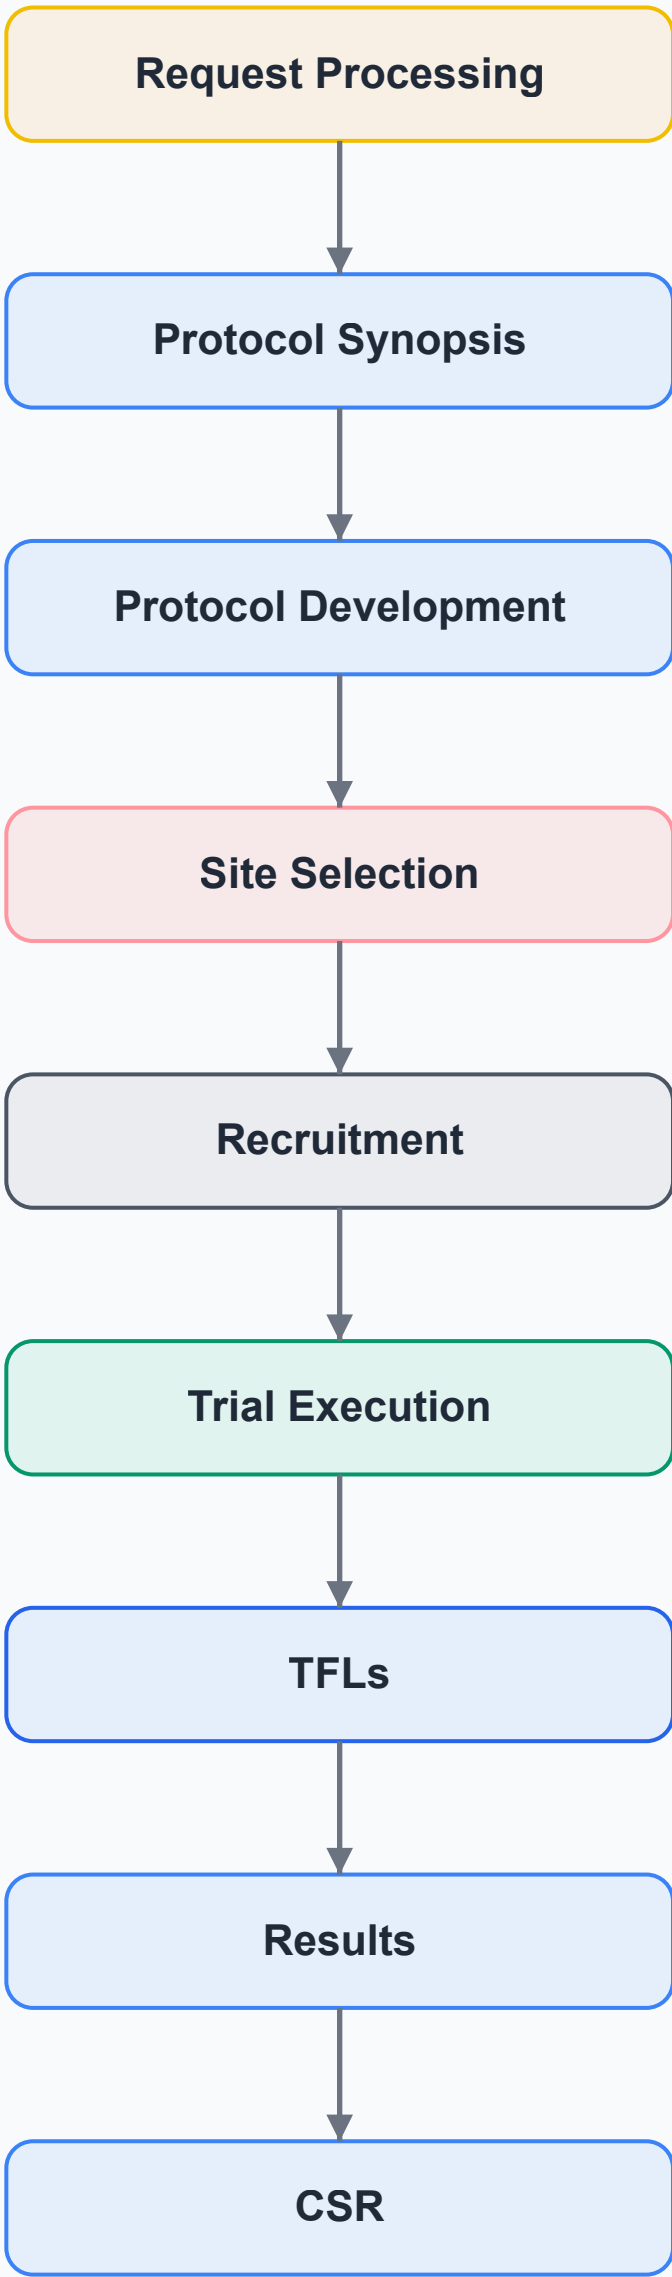 Request Processing
Protocol Synopsis
Protocol Development
Site Selection
Recruitment
Trial Execution
TFLs
Results
CSR